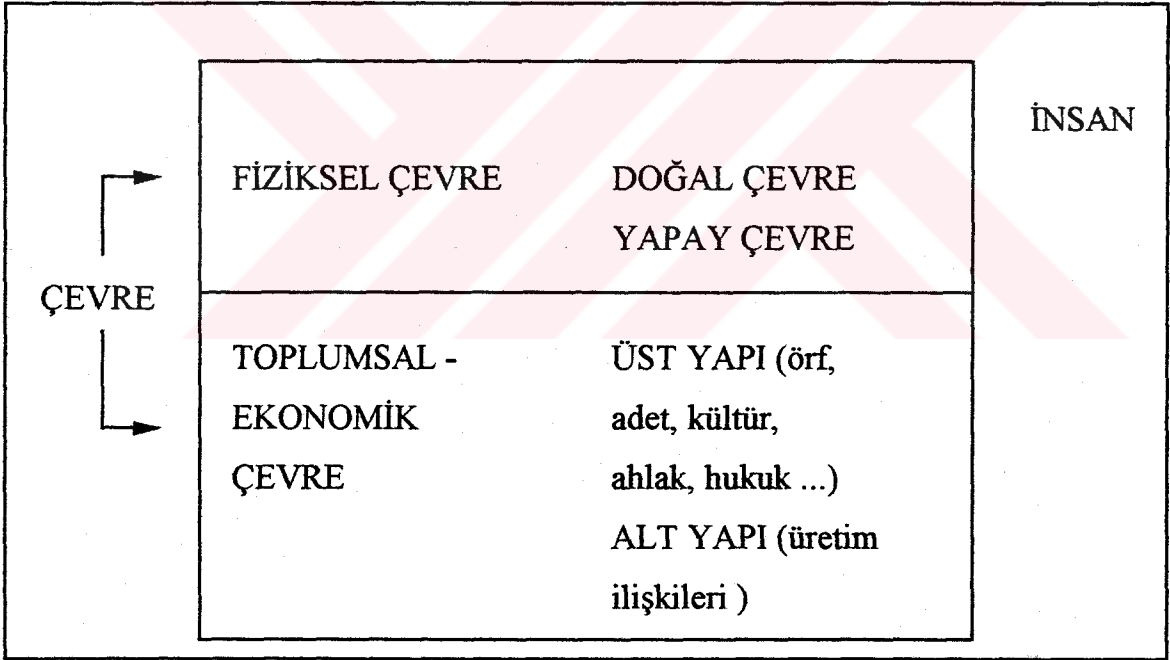 İNSAN
FİZİKSEL ÇEVRE
DOĞAL ÇEVRE
YAPAY ÇEVRE
ÇEVRE
TOPLUMSAL -
EKONOMİK
ÇEVRE
ÜST YAPI (örf,
adet, kültür,
ahlak, hukuk ...)
ALT YAPI (üretim
ilişkileri )